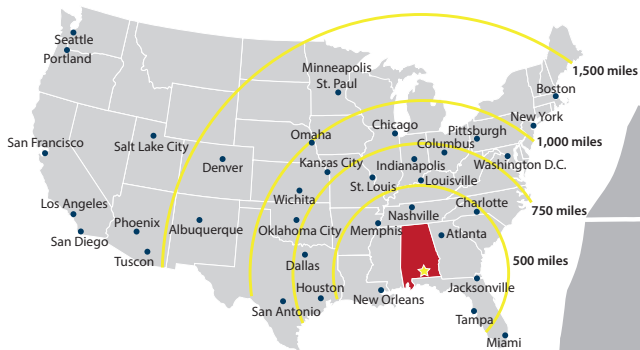 Seattle
Portland
Minneapolis
St. Paul
1,500 miles
Boston
New York
San Francisco
Salt Lake City
Omaha
Chicago
Pittsburgh
Columbus
1,000 miles
Denver
Kansas City
Indianapolis
Washington D.C.
Wichita
St. Louis
Louisville
Los Angeles
Phoenix
Albuquerque
Oklahoma City
Memphis
Nashville
Charlotte
750 miles
San Diego
Atlanta
Tuscon
Dallas
500 miles
Houston
Jacksonville
San Antonio
New Orleans
Tampa
Miami